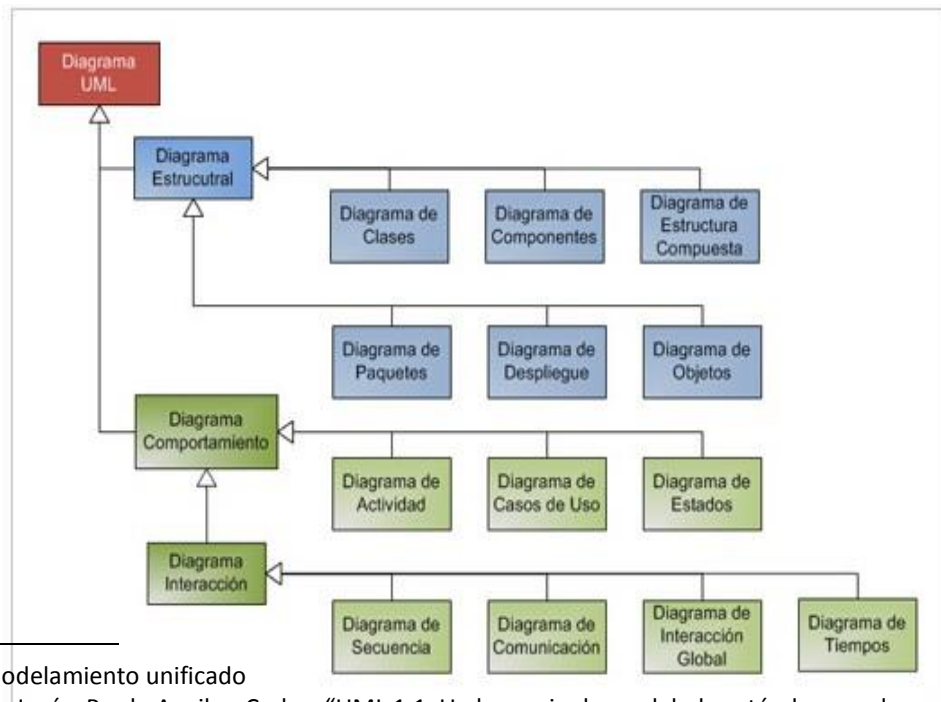 Diagrama
UML
Diagrama
Estrucutral
Diagrama de
Clases
Diagrama de
Componentes
Diagrama de
Estructura
Compuesta
Diagrama de
Paquetes
Diagrama de
Despliegue
Diagrama de
Objetos
Diagrama
Comportamiento
Diagrama de
Actividad
Diagrama de
Casos de Uso
Diagrama de
Estados
Diagrama
Interacción
Diagrama de
Secuencia
Diagrama de
Comunicación
Diagrama de
Interacción
Global
Diagrama de
Tiempos
odelamiento unificado